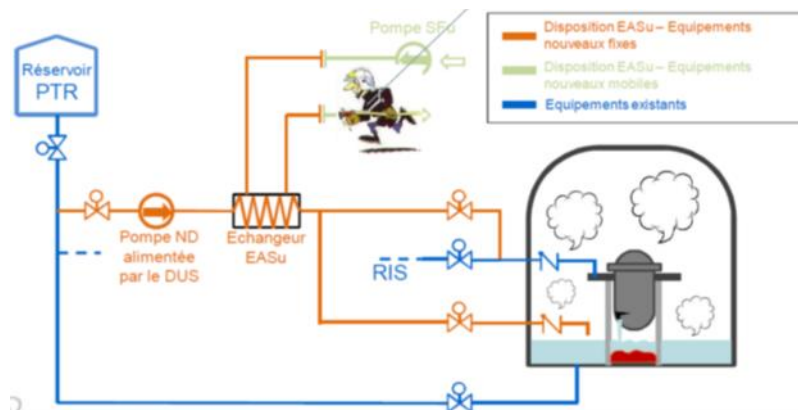 Pompe SFu
Réservoir
PTR
Disposition EASu – Equipements
nouveaux fixes
Disposition EASu – Equipements
nouveaux mobiles
Equipements existants
Pompe ND
alimentée
par le DUS
Echangeur
EASu
RIS